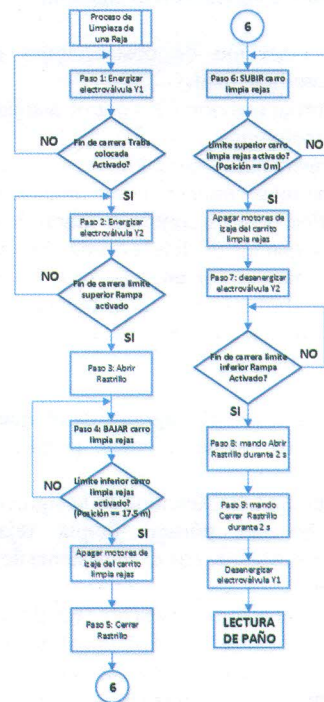 Proceso de
Limpieza de
una Reja
Paso 1: Energizar
electroválvula Y1
Fin de carrera Traba
colocada
Activado?
NO
SI
Paso 2: Energizar
electroválvula Y2
Fin de carrera límite
superior Rampa
activado
NO
SI
Paso 3: Abrir
Rastrillo
Paso 4: BAJAR carro
limpia rejas
Límite inferior carro
limpia rejas
activado?
(Posición == 17.5 m)
NO
SI
Apagar motores de
izaje del carrito
limpia rejas
Paso 5: Cerrar
Rastrillo
6
6
Paso 6: SUBIR carro
limpia rejas
Límite superior carro
limpia rejas activado?
(Posición == 0 m)
NO
SI
Apagar motores de
izaje del carrito
limpia rejas
Paso 7: desenergizar
electroválvula Y2
Fin de carrera límite
inferior Rampa
Activado?
NO
SI
Paso 8: mando Abrir
Rastrillo durante 2 s
Paso 9: mando
Cerrar Rastrillo
durante 2 s
Desenergizar
electroválvula Y1
LECTURA
DE PAÑO